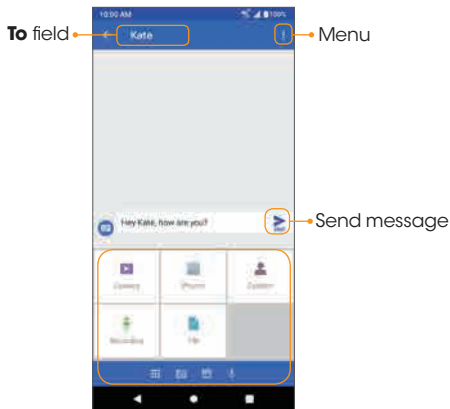 10:00 AM 100%
To field Kate Menu
Hey Kate, how are you?
Send message
Camera Photos Contact
Recording File